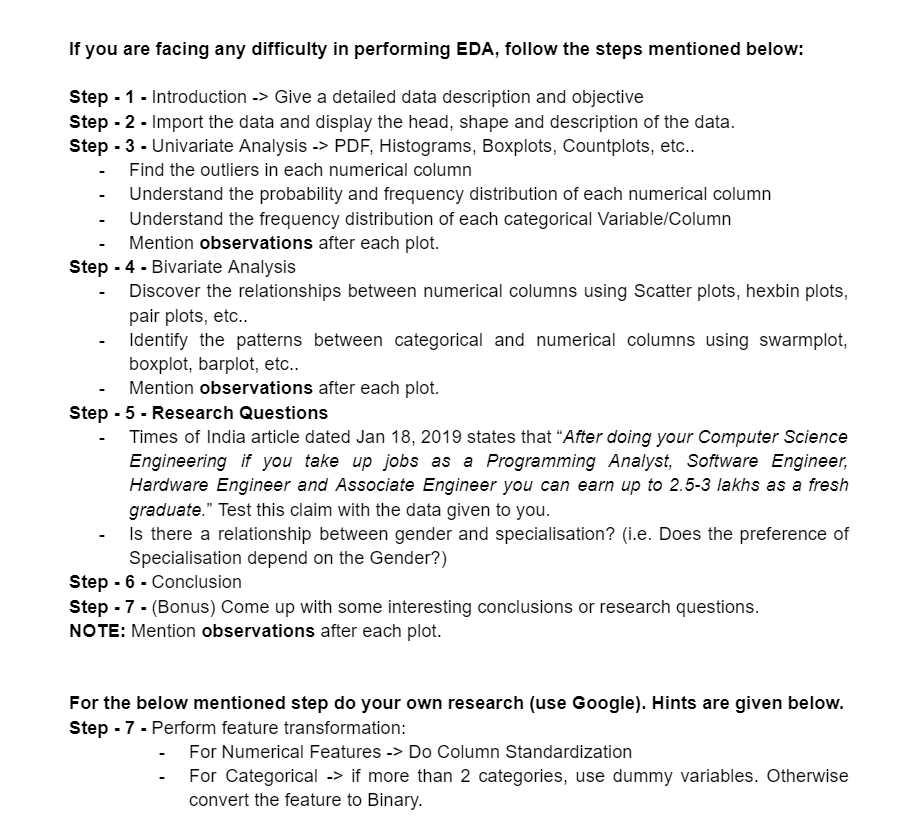 If you are facing any difficulty in performing EDA, follow the steps mentioned below:
Step - 1 - Introduction -> Give a detailed data description and objective
Step - 2 - Import the data and display the head, shape and description of the data.
Step - 3 - Univariate Analysis -> PDF, Histograms, Boxplots, Countplots, etc..
- Find the outliers in each numerical column
- Understand the probability and frequency distribution of each numerical column
- Understand the frequency distribution of each categorical Variable/Column
- Mention observations after each plot.
Step - 4 - Bivariate Analysis
- Discover the relationships between numerical columns using Scatter plots, hexbin plots,
pair plots, etc..
- Identify the patterns between categorical and numerical columns using swarmplot,
boxplot, barplot, etc..
- Mention observations after each plot.
Step - 5 - Research Questions
- Times of India article dated Jan 18, 2019 states that “After doing your Computer Science
Engineering if you take up jobs as a Programming Analyst, Software Engineer,
Hardware Engineer and Associate Engineer you can earn up to 2.5-3 lakhs as a fresh
graduate.” Test this claim with the data given to you.
- Is there a relationship between gender and specialisation? (i.e. Does the preference of
Specialisation depend on the Gender?)
Step - 6 - Conclusion
Step - 7 - (Bonus) Come up with some interesting conclusions or research questions.
NOTE: Mention observations after each plot.
For the below mentioned step do your own research (use Google). Hints are given below.
Step - 7 - Perform feature transformation:
- For Numerical Features -> Do Column Standardization
- For Categorical -> if more than 2 categories, use dummy variables. Otherwise
convert the feature to Binary.